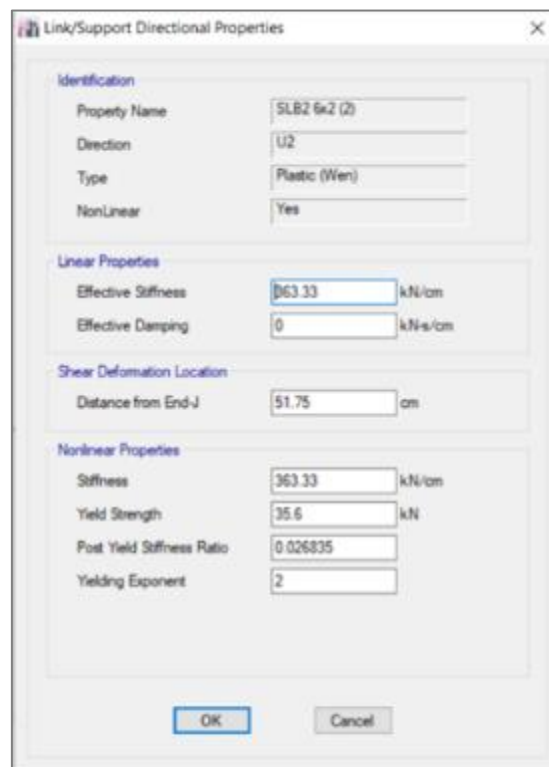 Link/Support Directional Properties
Identification
Property Name SLB2 6x2 (2)
Direction U2
Type Plastic (Wen)
NonLinear Yes
Linear Properties
Effective Stiffness 363.33 kN/cm
Effective Damping 0 kN-s/cm
Shear Deformation Location
Distance from End-J 51.75 cm
Nonlinear Properties
Stiffness 363.33 kN/cm
Yield Strength 35.6 kN
Post Yield Stiffness Ratio 0.026835
Yielding Exponent 2
OK Cancel